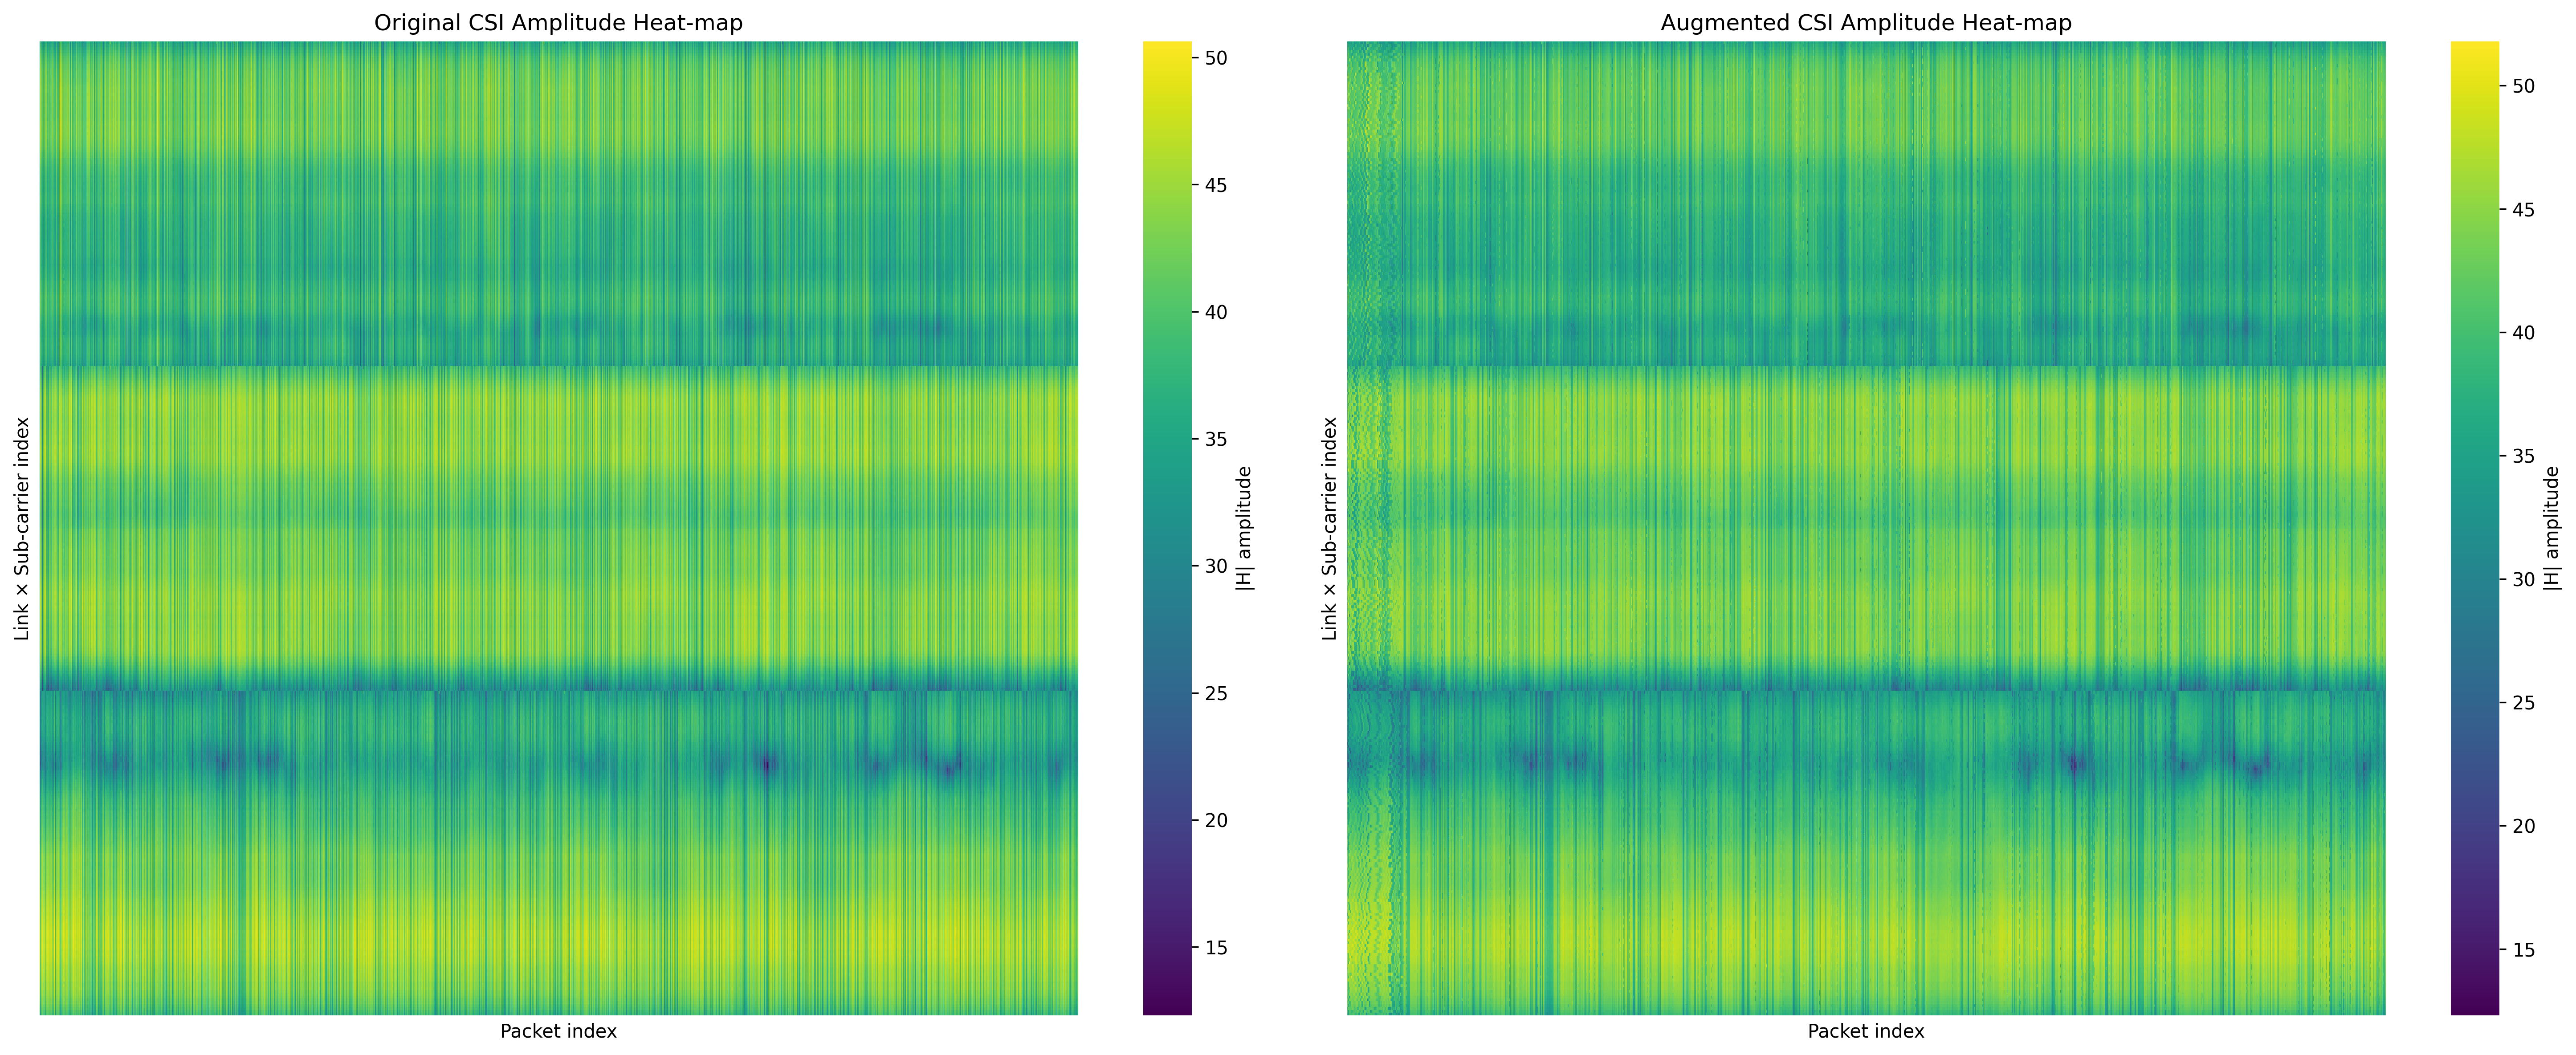 Original CSI Amplitude Heat-map
Link × Sub-carrier index
Packet index
50
45
40
35
30
25
20
15
|H| amplitude
Augmented CSI Amplitude Heat-map
Link × Sub-carrier index
Packet index
50
45
40
35
30
25
20
15
|H| amplitude